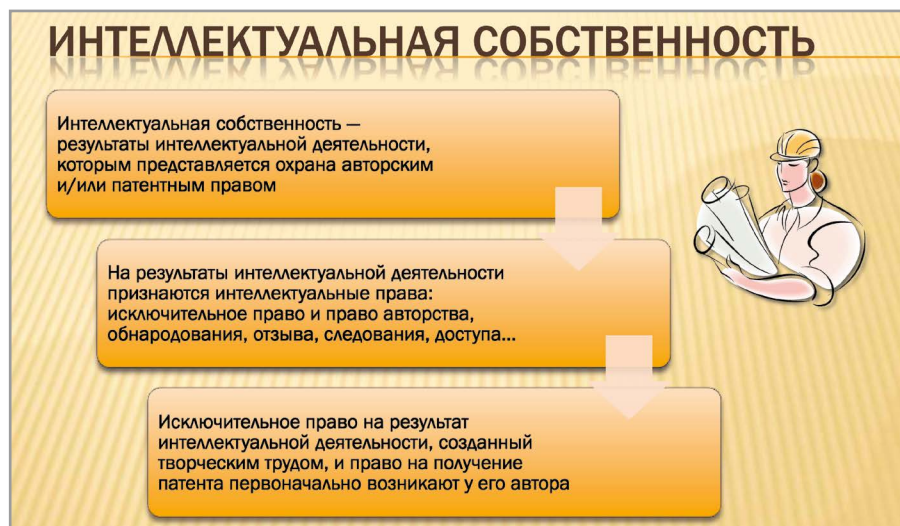 ИНТЕЛЛЕКТУАЛЬНАЯ СОБСТВЕННОСТЬ
Интеллектуальная собственность —
результаты интеллектуальной деятельности,
которым представляется охрана авторским
и/или патентным правом
На результаты интеллектуальной деятельности
признаются интеллектуальные права:
исключительное право и право авторства,
обнародования, отзыва, следования, доступа...
Исключительное право на результат
интеллектуальной деятельности, созданный
творческим трудом, и право на получение
патента первоначально возникают у его автора